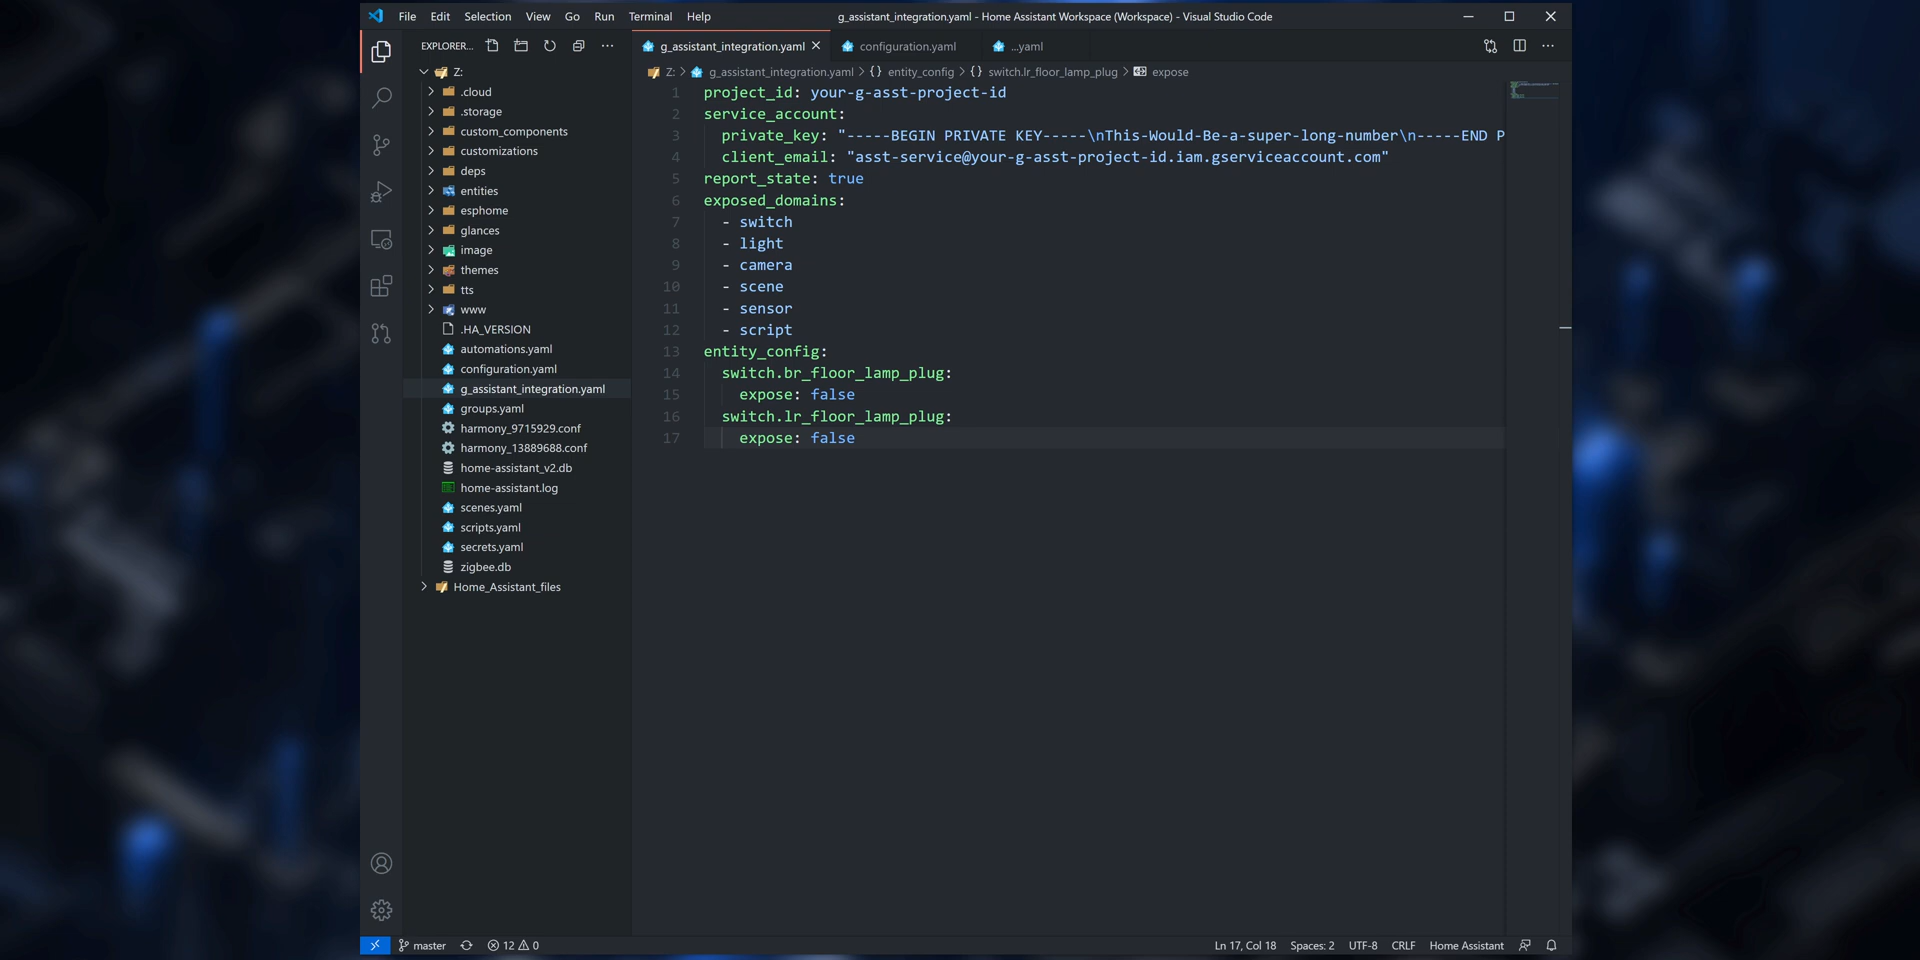 File Edit Selection View Go Run Terminal Help
g_assistant_integration.yaml - Home Assistant Workspace (Workspace) - Visual Studio Code
EXPLORER...
g_assistant_integration.yaml
configuration.yaml
...yaml
Z: > g_assistant_integration.yaml > {} entity_config > {} switch.lr_floor_lamp_plug > expose
Z:
.cloud
.storage
custom_components
customizations
deps
entities
esphome
glances
image
themes
tts
www
.HA_VERSION
automations.yaml
configuration.yaml
g_assistant_integration.yaml
groups.yaml
harmony_9715929.conf
harmony_13889688.conf
home-assistant_v2.db
home-assistant.log
scenes.yaml
scripts.yaml
secrets.yaml
zigbee.db
Home_Assistant_files
1 project_id: your-g-asst-project-id
2 service_account:
3 private_key: "-----BEGIN PRIVATE KEY-----\nThis-Would-Be-a-super-long-number\n-----END P
4 client_email: "asst-service@your-g-asst-project-id.iam.gserviceaccount.com"
5 report_state: true
6 exposed_domains:
7 - switch
8 - light
9 - camera
10 - scene
11 - sensor
12 - script
13 entity_config:
14 switch.br_floor_lamp_plug:
15 expose: false
16 switch.lr_floor_lamp_plug:
17 expose: false
master 12 0
Ln 17, Col 18 Spaces: 2 UTF-8 CRLF Home Assistant